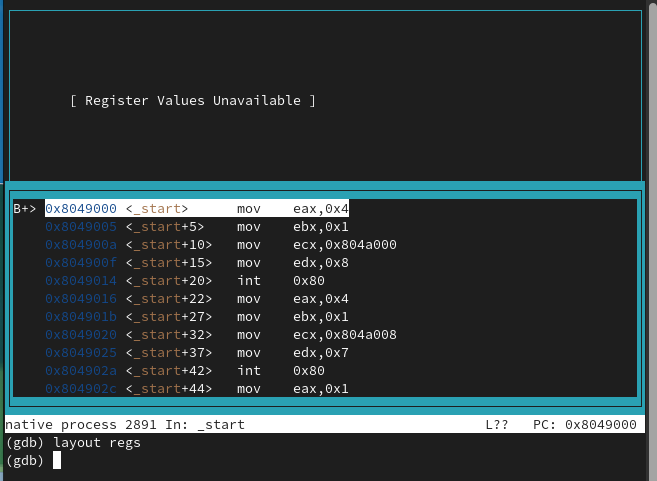 [ Register Values Unavailable ]
B+> 0x8049000 <_start> mov eax,0x4
0x8049005 <_start+5> mov ebx,0x1
0x804900a <_start+10> mov ecx,0x804a000
0x804900f <_start+15> mov edx,0x8
0x8049014 <_start+20> int 0x80
0x8049016 <_start+22> mov eax,0x4
0x804901b <_start+27> mov ebx,0x1
0x8049020 <_start+32> mov ecx,0x804a008
0x8049025 <_start+37> mov edx,0x7
0x804902a <_start+42> int 0x80
0x804902c <_start+44> mov eax,0x1
native process 2891 In: _start L?? PC: 0x8049000
(gdb) layout regs
(gdb)